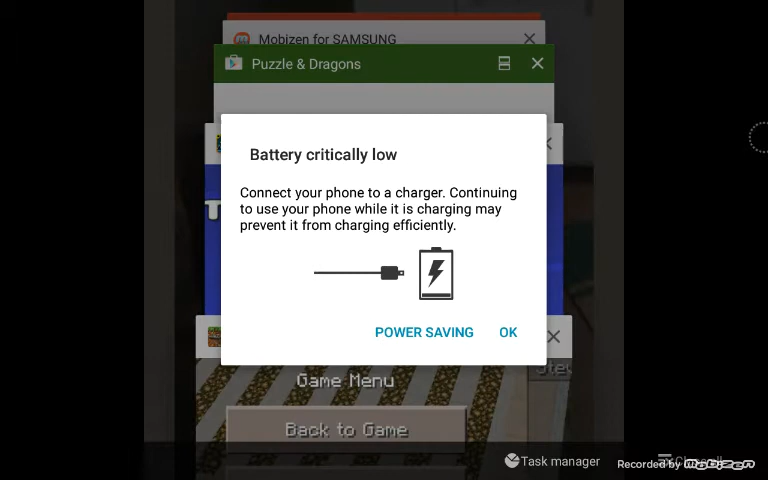 Mobizen for SAMSUNG
Puzzle & Dragons
Battery critically low
Connect your phone to a charger. Continuing
to use your phone while it is charging may
prevent it from charging efficiently.
POWER SAVING OK
Game Menu
Back to Game
Task manager
Recorded by